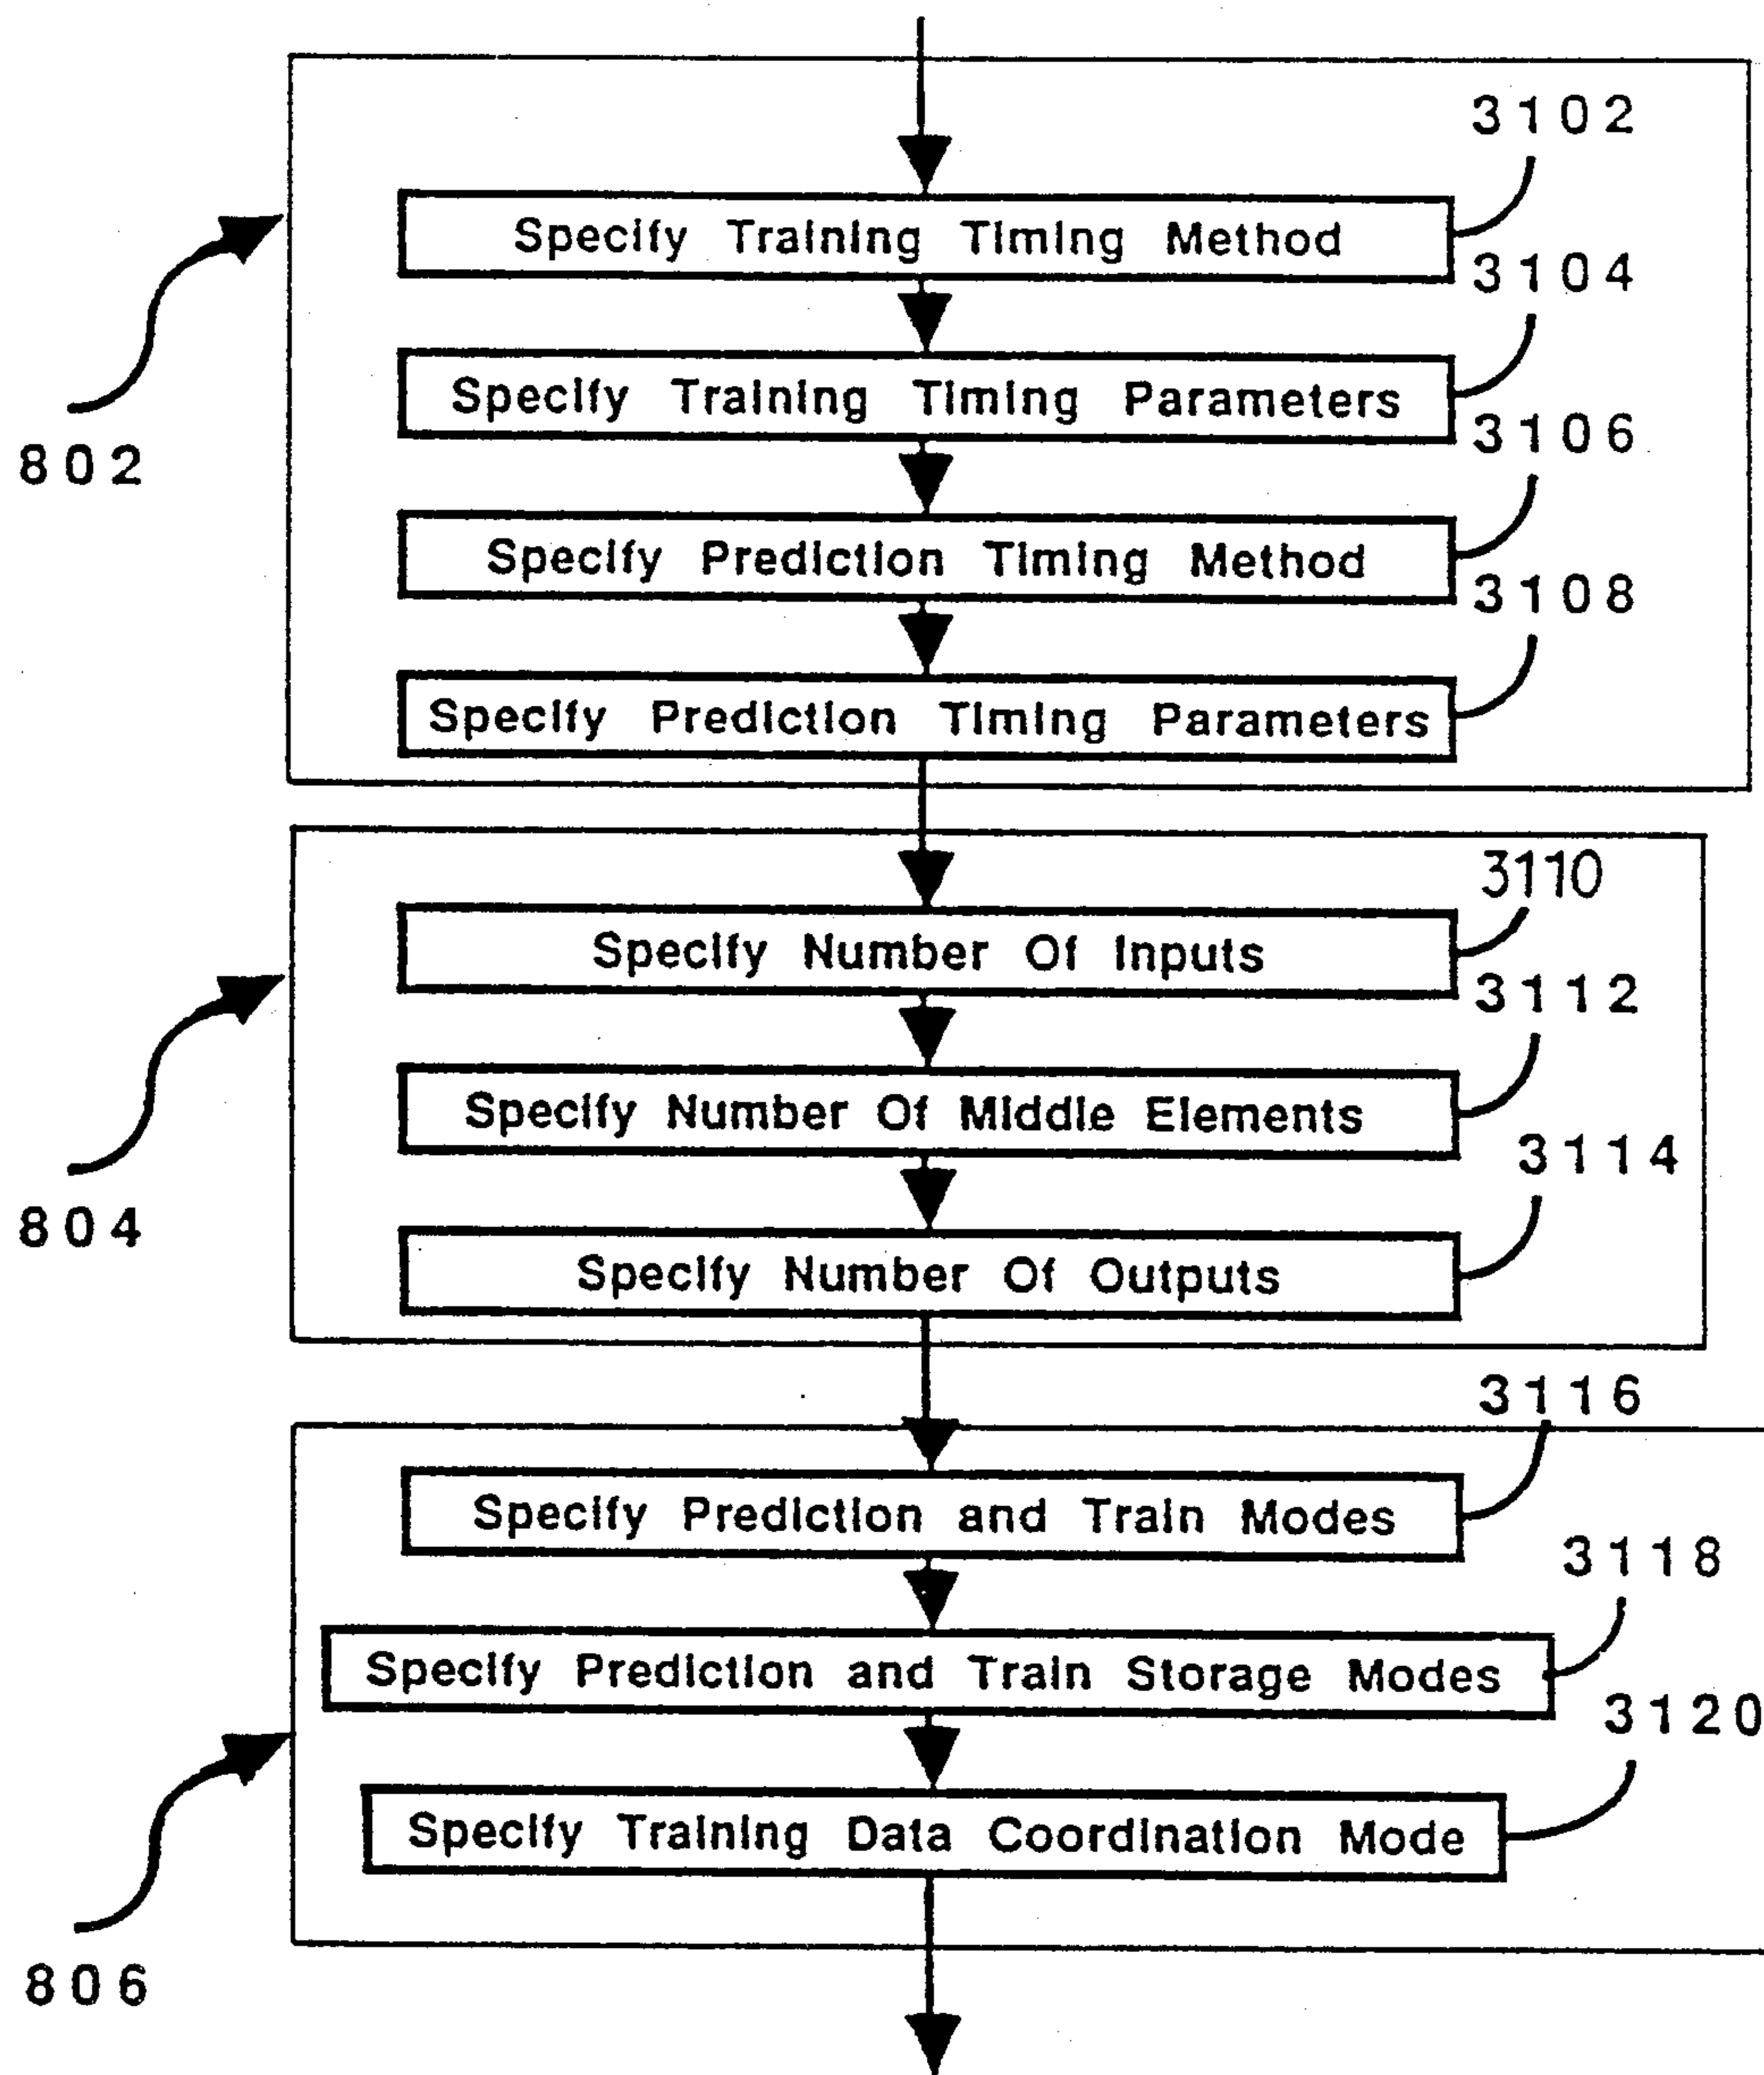 3102
Specify Training Timing Method
3104
Specify Training Timing Parameters
3106
802
Specify Prediction Timing Method
3108
Specify Prediction Timing Parameters
3110
Specify Number Of Inputs
3112
Specify Number Of Middle Elements
3114
804
Specify Number Of Outputs
3116
Specify Prediction and Train Modes
3118
Specify Prediction and Train Storage Modes
3120
Specify Training Data Coordination Mode
806